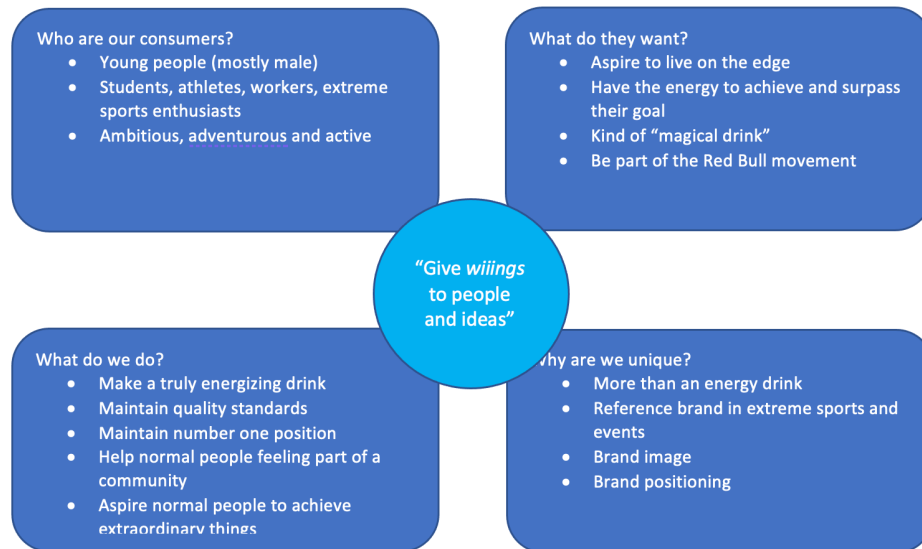 Who are our consumers?
• Young people (mostly male)
• Students, athletes, workers, extreme
sports enthusiasts
• Ambitious, adventurous and active
What do they want?
• Aspire to live on the edge
• Have the energy to achieve and surpass
their goal
• Kind of “magical drink”
• Be part of the Red Bull movement
“Give wiiings
to people
and ideas”
What do we do?
• Make a truly energizing drink
• Maintain quality standards
• Maintain number one position
• Help normal people feeling part of a
community
• Aspire normal people to achieve
extraordinary things
Why are we unique?
• More than an energy drink
• Reference brand in extreme sports and
events
• Brand image
• Brand positioning